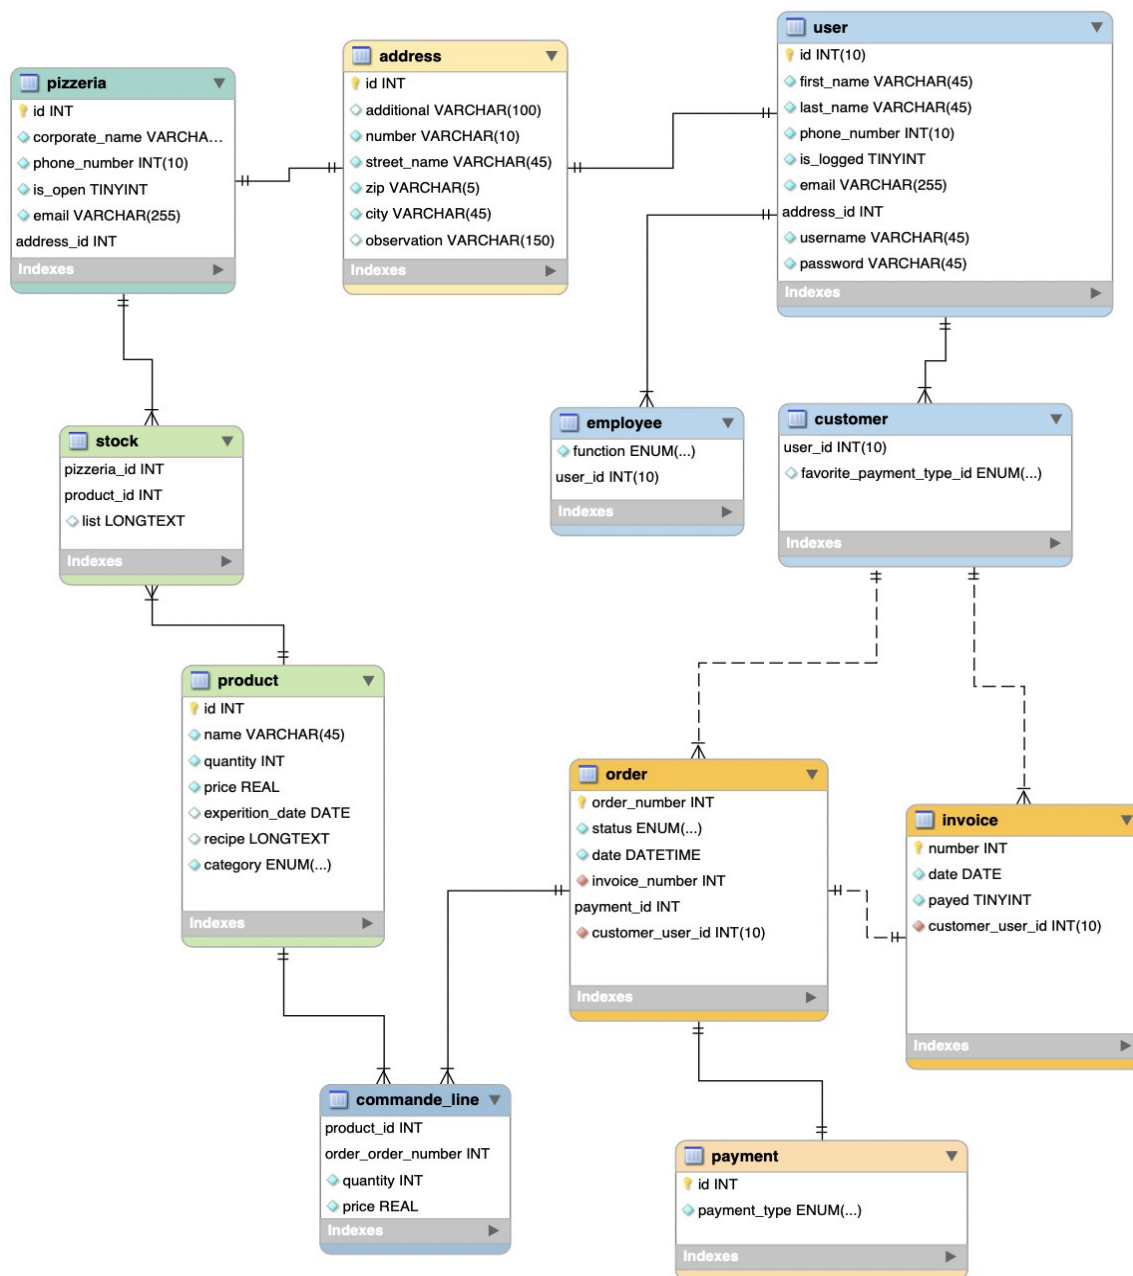 pizzeria
id INT
corporate_name VARCHA...
phone_number INT(10)
is_open TINYINT
email VARCHAR(255)
address_id INT
Indexes
address
id INT
additional VARCHAR(100)
number VARCHAR(10)
street_name VARCHAR(45)
zip VARCHAR(5)
city VARCHAR(45)
observation VARCHAR(150)
Indexes
user
id INT(10)
first_name VARCHAR(45)
last_name VARCHAR(45)
phone_number INT(10)
is_logged TINYINT
email VARCHAR(255)
address_id INT
username VARCHAR(45)
password VARCHAR(45)
Indexes
stock
pizzeria_id INT
product_id INT
list LONGTEXT
Indexes
employee
function ENUM(...)
user_id INT(10)
Indexes
customer
user_id INT(10)
favorite_payment_type_id ENUM(...)
Indexes
product
id INT
name VARCHAR(45)
quantity INT
price REAL
experition_date DATE
recipe LONGTEXT
category ENUM(...)
Indexes
order
order_number INT
status ENUM(...)
date DATETIME
invoice_number INT
payment_id INT
customer_user_id INT(10)
Indexes
invoice
number INT
date DATE
payed TINYINT
customer_user_id INT(10)
Indexes
commande_line
product_id INT
order_order_number INT
quantity INT
price REAL
Indexes
payment
id INT
payment_type ENUM(...)
Indexes